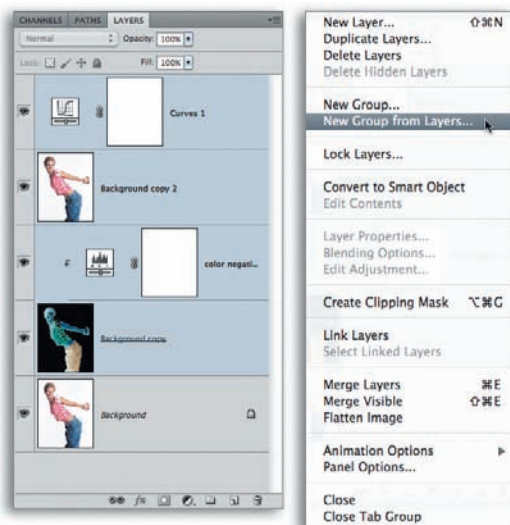 CHANNELS PATHS LAYERS
Normal Opacity: 100%
Lock: Fill: 100%
Curves 1
Background copy 2
color negati...
Background copy
Background
fx
New Layer... ⇧⌘N
Duplicate Layers...
Delete Layers
Delete Hidden Layers
New Group...
New Group from Layers...
Lock Layers...
Convert to Smart Object
Edit Contents
Layer Properties...
Blending Options...
Edit Adjustment...
Create Clipping Mask ⌥⌘G
Link Layers
Select Linked Layers
Merge Layers ⌘E
Merge Visible ⇧⌘E
Flatten Image
Animation Options
Panel Options...
Close
Close Tab Group